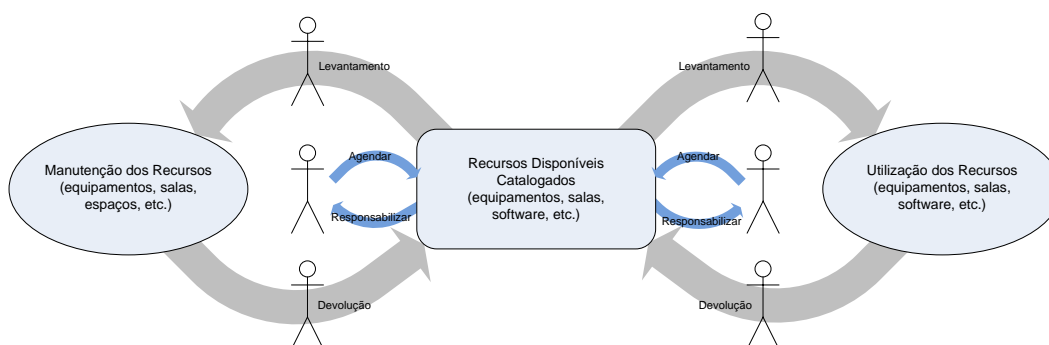 Levantamento
Levantamento
Manutenção dos Recursos
(equipamentos, salas,
espaços, etc.)
Agendar
Responsabilizar
Recursos Disponíveis
Catalogados
(equipamentos, salas,
software, etc.)
Agendar
Responsabilizar
Utilização dos Recursos
(equipamentos, salas,
software, etc.)
Devolução
Devolução